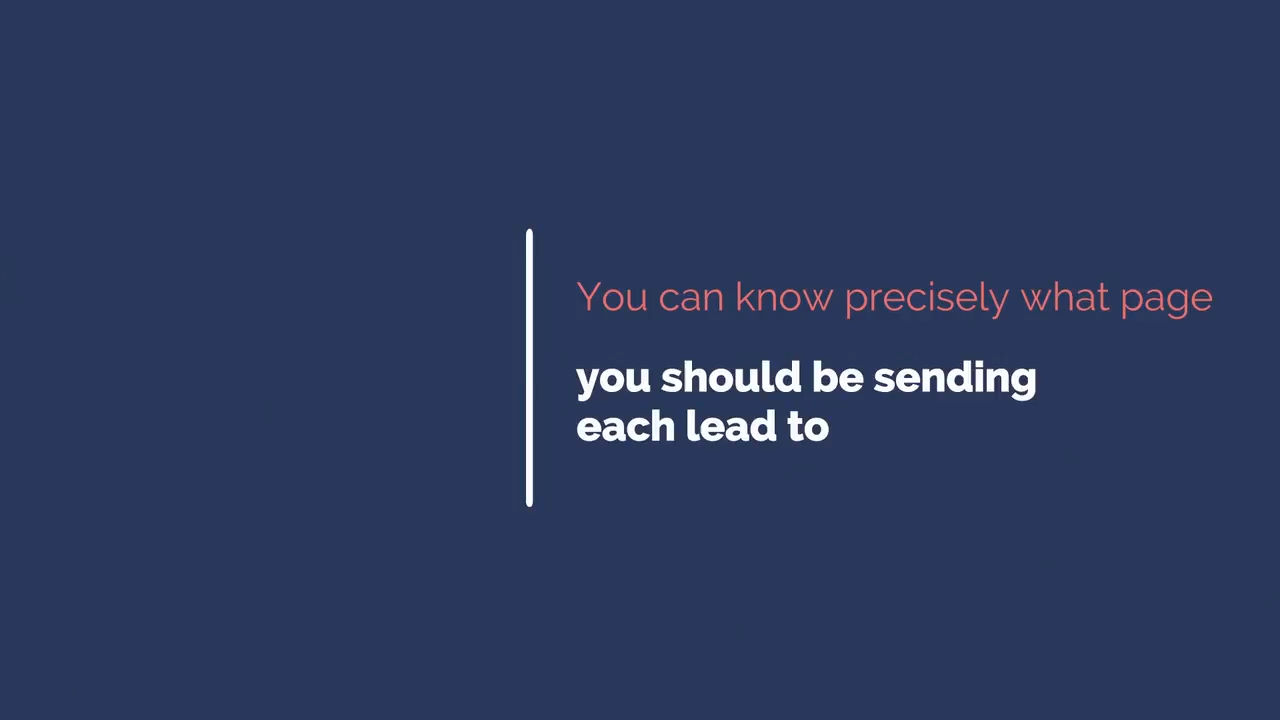 You can know precisely what page
you should be sending
each lead to